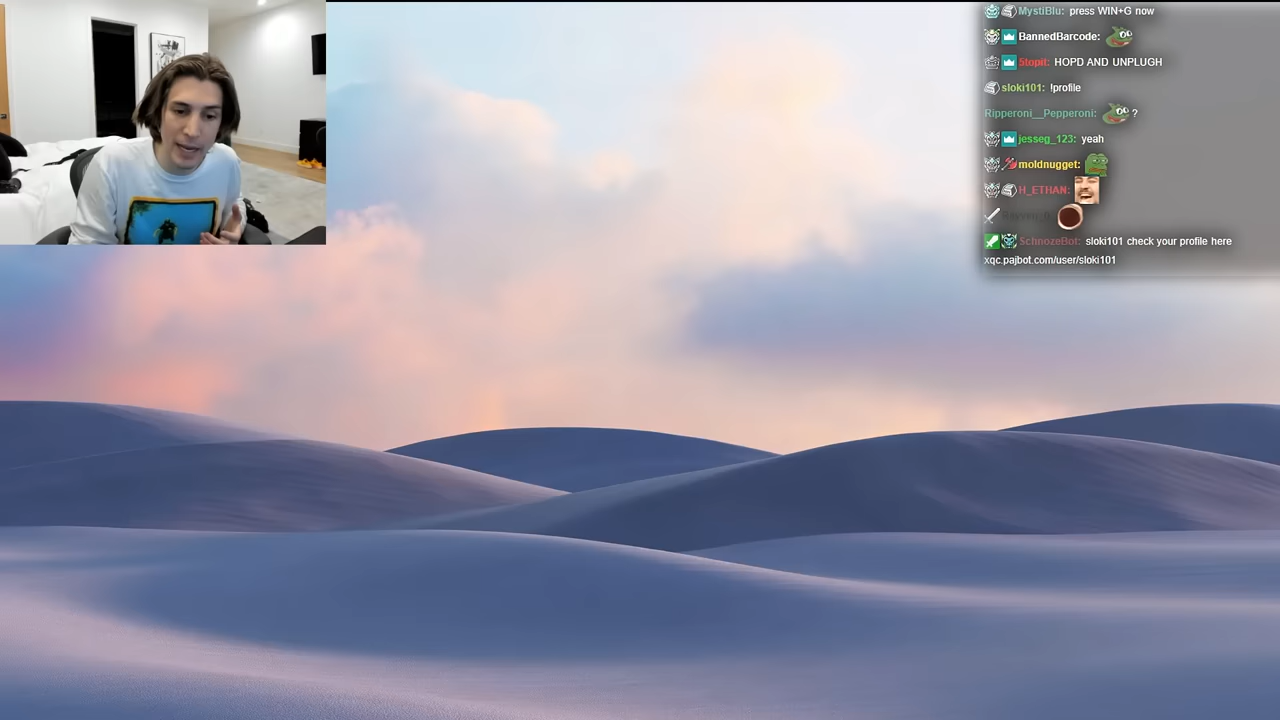 MystiBlu: press WIN+G now
BannedBarcode:
5topit: HOPD AND UNPLUGH
sloki101: !profile
Ripperoni__Pepperoni: ?
jesseg_123: yeah
moldnugget:
H_ETHAN:
SchnozeBot: sloki101 check your profile here
xqc.pajbot.com/user/sloki101